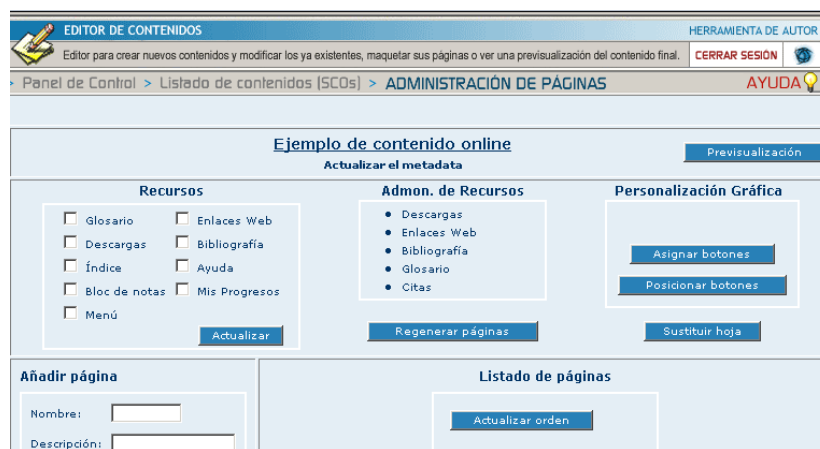 EDITOR DE CONTENIDOS
HERRAMIENTA DE AUTOR
Editor para crear nuevos contenidos y modificar los ya existentes, maquetar sus páginas o ver una previsualización del contenido final.
CERRAR SESIÓN
> Panel de Control > Listado de contenidos (SCOs) > ADMINISTRACIÓN DE PÁGINAS
AYUDA
Ejemplo de contenido online
Actualizar el metadata
Previsualización
Recursos
Glosario
Enlaces Web
Descargas
Bibliografía
Índice
Ayuda
Bloc de notas
Mis Progresos
Menú
Actualizar
Admon. de Recursos
• Descargas
• Enlaces Web
• Bibliografía
• Glosario
• Citas
Regenerar páginas
Personalización Gráfica
Asignar botones
Posicionar botones
Sustituir hoja
Añadir página
Nombre:
Descripción:
Listado de páginas
Actualizar orden